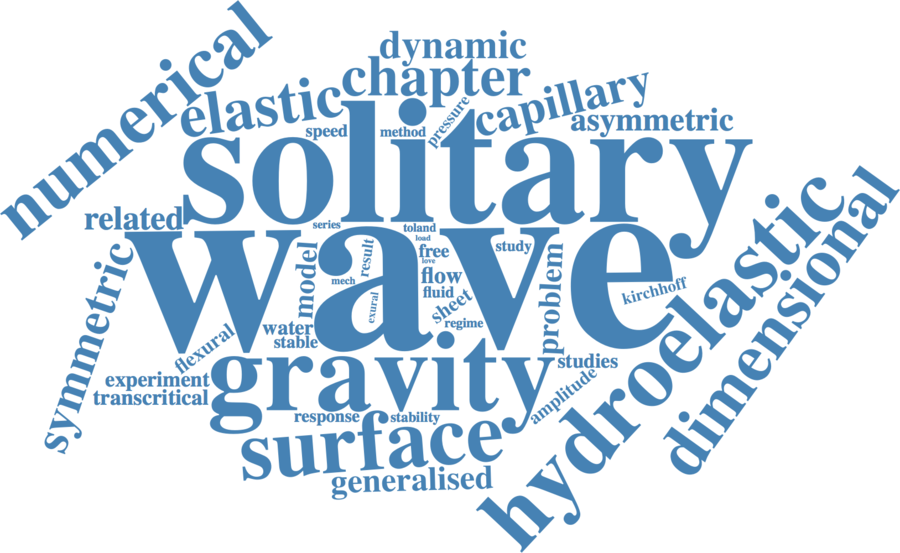 numerical
dynamic
chapter
elastic
capillary
pressure
speed
method
asymmetric
solitary
related
series
toland
load
wave
symmetric
model
mech
result
exural
free
love
flow
fluid
sheet
regime
study
problem
kirchhoff
hydroelastic
dimensional
water
stable
flexural
gravity
studies
experiment
transcritical
amplitude
response
stability
surface
generalised